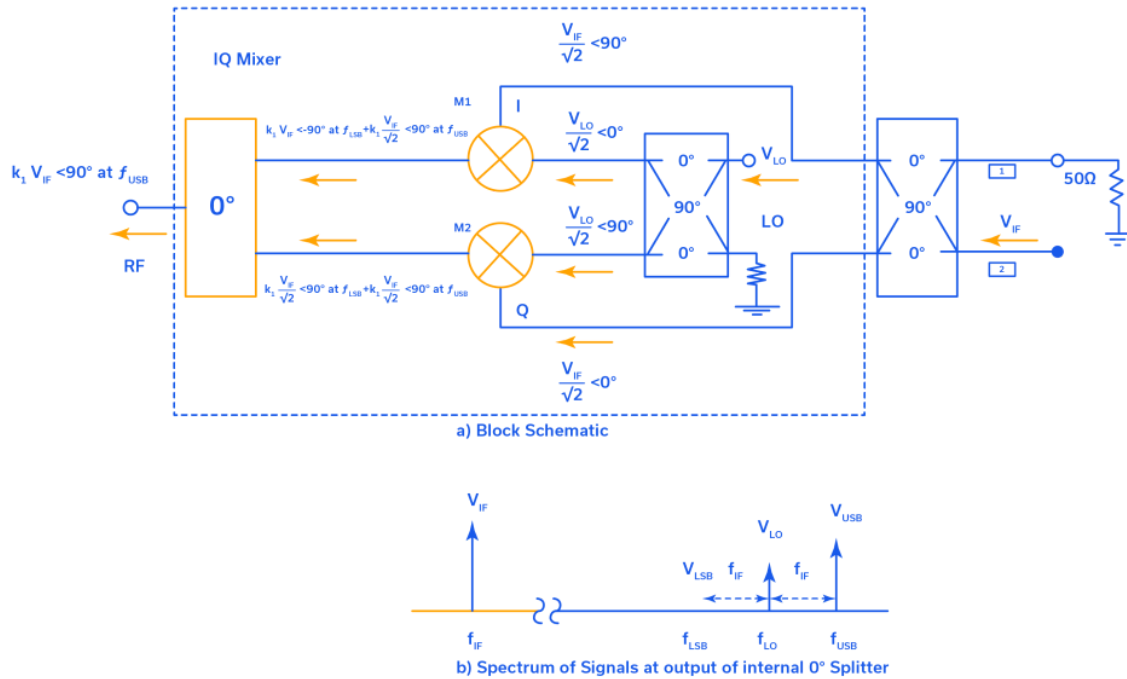 V_IF/√2 <90°
IQ Mixer
M1
I
k₁ V_IF <-90° at f_LSB+k₁ V_IF/√2 <90° at f_USB
V_LO/√2 <0°
0°
V_LO
0°
1
50Ω
k₁ V_IF <90° at f_USB
0°
90°
LO
90°
M2
V_LO/√2 <90°
V_IF
RF
0°
0°
2
k₁ V_IF/√2 <90° at f_LSB+k₁ V_IF/√2 <90° at f_USB
Q
V_IF/√2 <0°
a) Block Schematic
V_IF
V_USB
V_LO
V_LSB f_IF f_IF
f_IF f_LSB f_LO f_USB
b) Spectrum of Signals at output of internal 0° Splitter